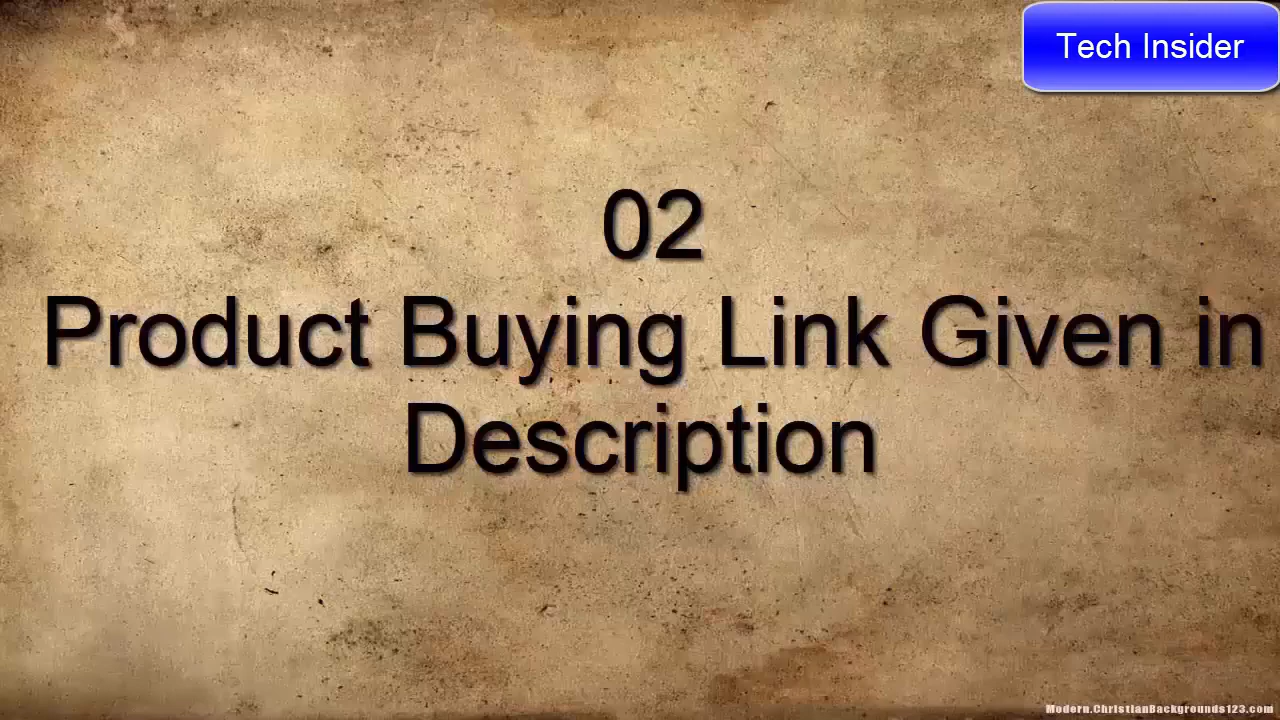 Tech Insider
02
Product Buying Link Given in
Description
Modern.ChristianBackgrounds123.com